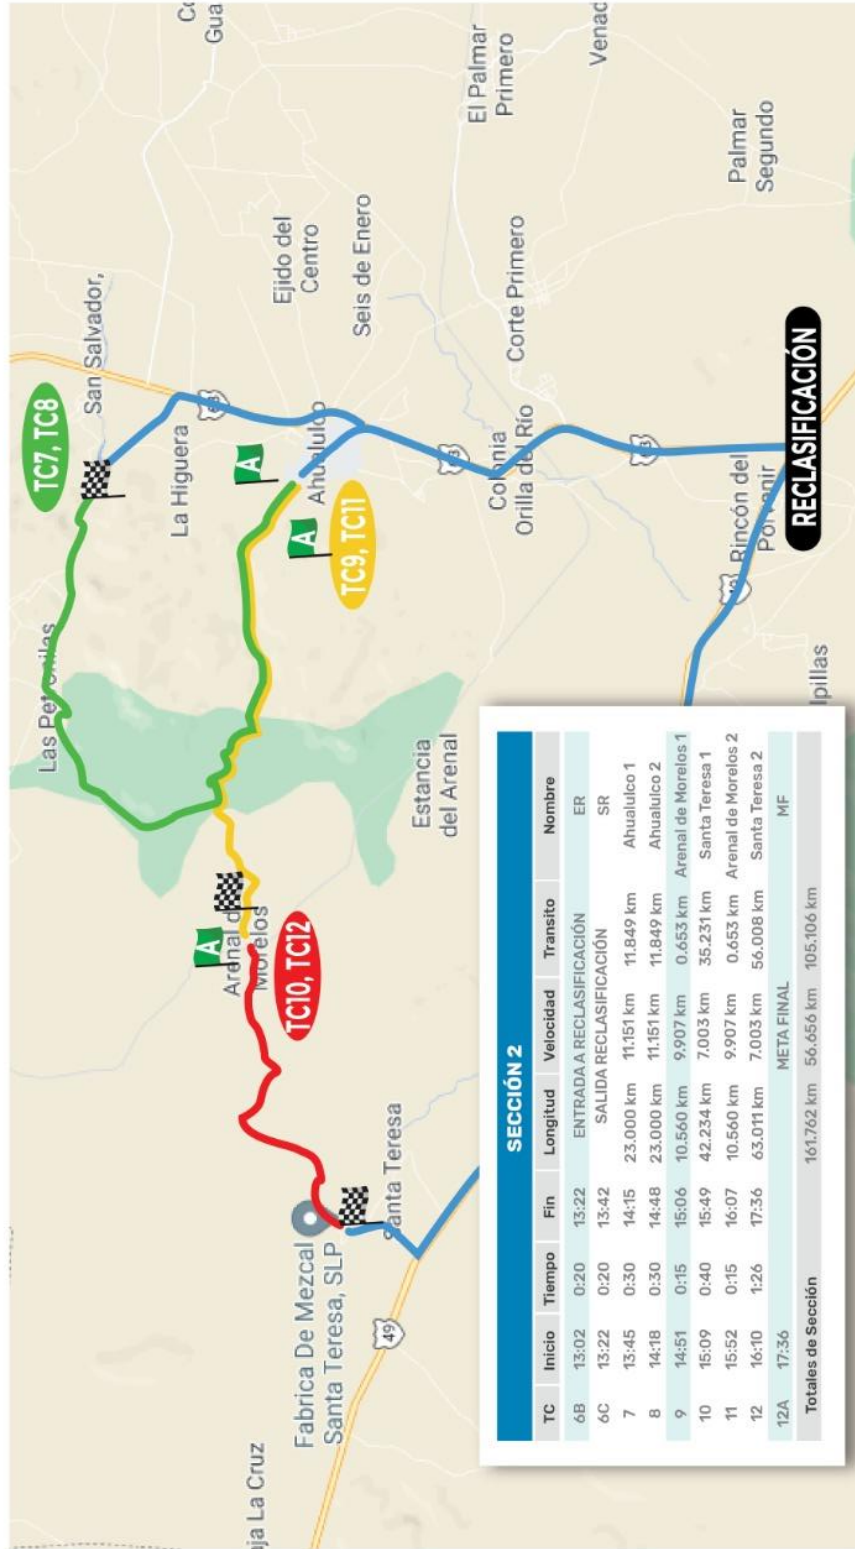 Co
Gua
Venad
El Palmar
Primero
Palmar
Segundo
San Salvador,
Ejido del
Centro
Seis de Enero
Corte Primero
TC7, TC8
La Higuera
A
Ahualulco
Colonia
Orilla del Río
A
TC9, TC11
Rincón del
Porvenir
RECLASIFICACIÓN
Estancia
del Arenal
A
Morelos
TC10, TC12
Santa Teresa
Fabrica De Mezcal
Santa Teresa, SLP
49
aja La Cruz
lpillas
SECCIÓN 2
TC Inicio Tiempo Fin Longitud Velocidad Transito Nombre
6B 13:02 0:20 13:22 ENTRADA A RECLASIFICACIÓN ER
6C 13:22 0:20 13:42 SALIDA RECLASIFICACIÓN SR
7 13:45 0:30 14:15 23.000 km 11.151 km 11.849 km Ahualulco 1
8 14:18 0:30 14:48 23.000 km 11.151 km 11.849 km Ahualulco 2
9 14:51 0:15 15:06 10.560 km 9.907 km 0.653 km Arenal de Morelos 1
10 15:09 0:40 15:49 42.234 km 7.003 km 35.231 km Santa Teresa 1
11 15:52 0:15 16:07 10.560 km 9.907 km 0.653 km Arenal de Morelos 2
12 16:10 1:26 17:36 63.011 km 7.003 km 56.008 km Santa Teresa 2
12A 17:36 META FINAL MF
Totales de Sección 161.762 km 56.656 km 105.106 km